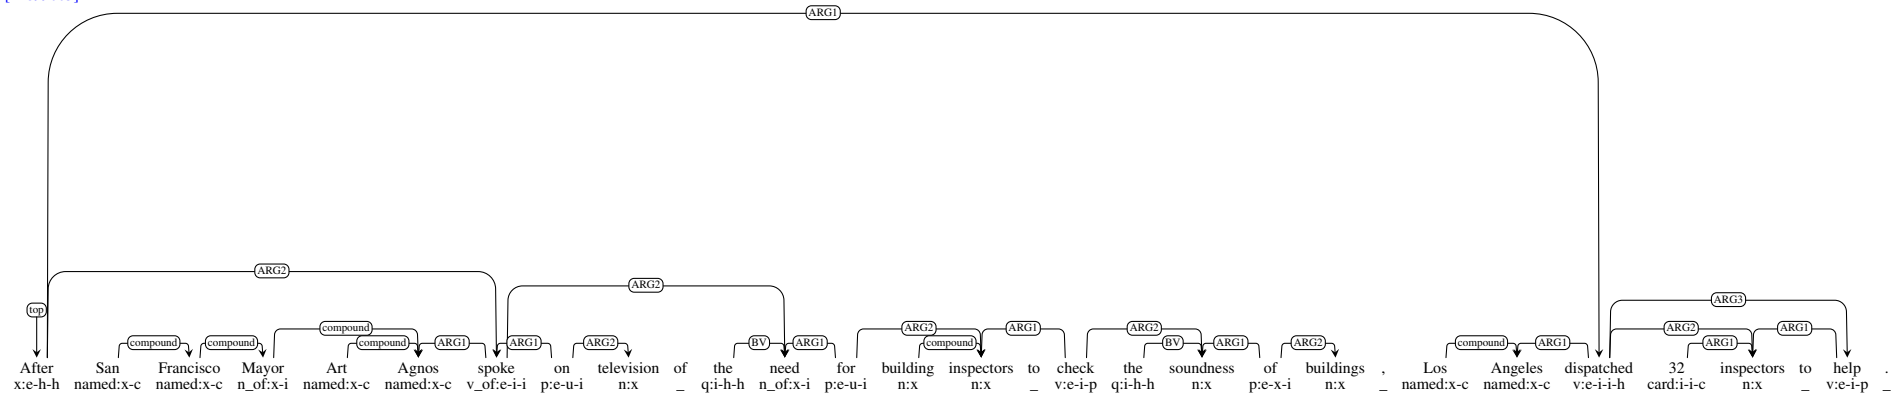 ARG1
ARG2
ARG2
top ARG3
compound ARG2 ARG1 ARG2 ARG2 ARG1
compound compound compound ARG1 ARG1 ARG2 BV ARG1 compound BV ARG1 ARG2 compound ARG1 ARG1
After San Francisco Mayor Art Agnos spoke on television of the need for building inspectors to check the soundness of buildings , Los Angeles dispatched 32 inspectors to help .
x:e-h-h named:x-c named:x-c n_of:x-i named:x-c named:x-c v_of:e-i-i p:e-u-i n:x _ q:i-h-h n_of:x-i p:e-u-i n:x n:x _ v:e-i-p q:i-h-h n:x p:e-x-i n:x _ named:x-c named:x-c v:e-i-i-h card:i-i-c n:x _ v:e-i-p _